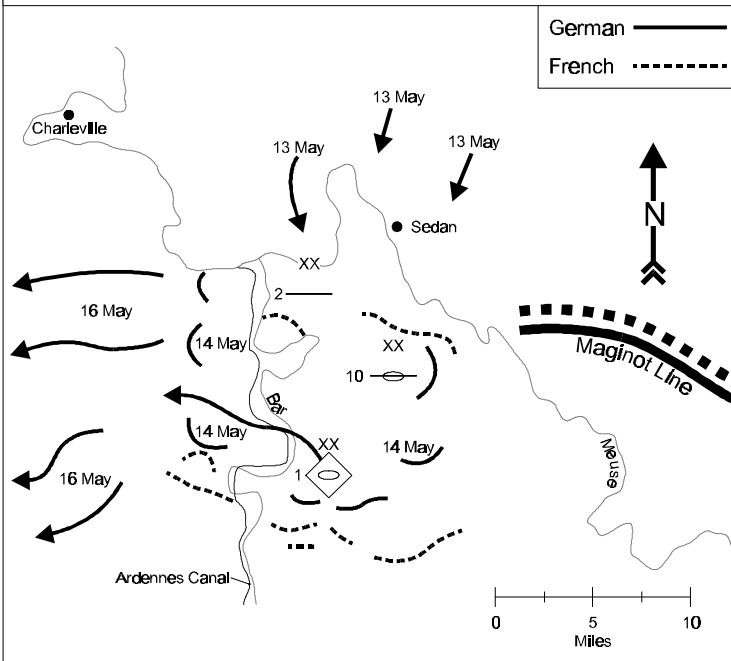 German
French
13 May
Charleville
13 May
13 May
Sedan
N
XX
2
16 May
14 May
XX
Maginot Line
10
Bar
14 May
XX
14 May
Meuse
16 May
1
Ardennes Canal
0 5 10
Miles